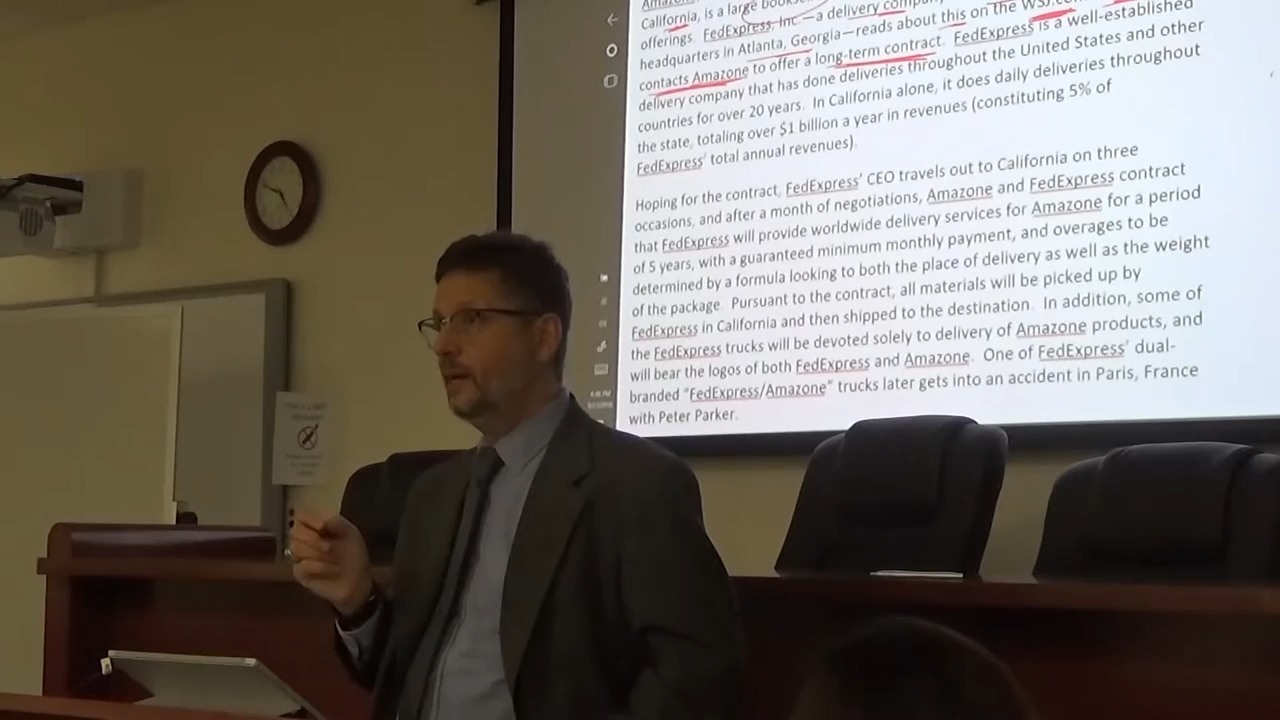 California, is a large
offerings. FedExpress, Inc.—a delivery
headquarters in Atlanta, Georgia—reads about this on the WSJ.
contacts Amazone to offer a long-term contract. FedExpress is a well-established
delivery company that has done deliveries throughout the United States and other
countries for over 20 years. In California alone, it does daily deliveries throughout
the state, totaling over $1 billion a year in revenues (constituting 5% of
FedExpress' total annual revenues).
Hoping for the contract, FedExpress' CEO travels out to California on three
occasions, and after a month of negotiations, Amazone and FedExpress contract
that FedExpress will provide worldwide delivery services for Amazone for a period
of 5 years, with a guaranteed minimum monthly payment, and overages to be
determined by a formula looking to both the place of delivery as well as the weight
of the package. Pursuant to the contract, all materials will be picked up by
FedExpress in California and then shipped to the destination. In addition, some of
the FedExpress trucks will be devoted solely to delivery of Amazone products, and
will bear the logos of both FedExpress and Amazone. One of FedExpress' dual-
branded "FedExpress/Amazone" trucks later gets into an accident in Paris, France
with Peter Parker.